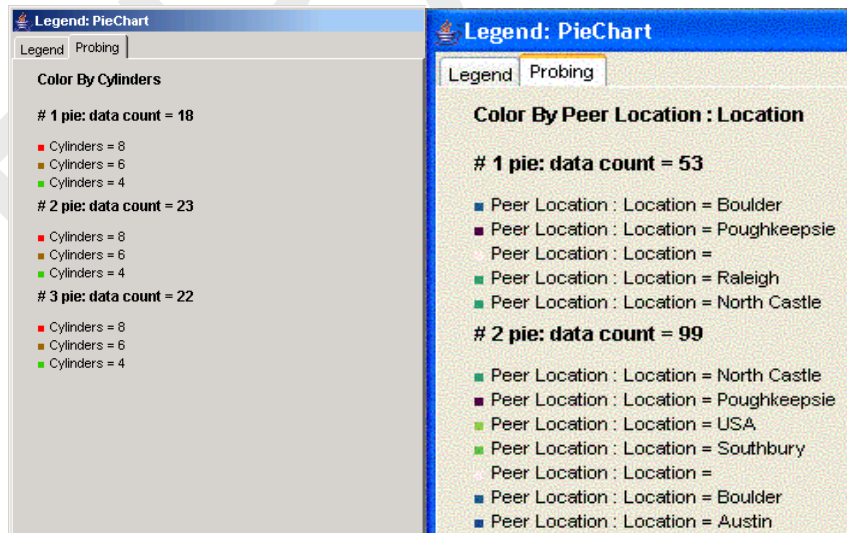 Legend: PieChart
Legend Probing
Color By Cylinders
# 1 pie: data count = 18
Cylinders = 8
Cylinders = 6
Cylinders = 4
# 2 pie: data count = 23
Cylinders = 8
Cylinders = 6
Cylinders = 4
# 3 pie: data count = 22
Cylinders = 8
Cylinders = 6
Cylinders = 4
Legend: PieChart
Legend Probing
Color By Peer Location : Location
# 1 pie: data count = 53
Peer Location : Location = Boulder
Peer Location : Location = Poughkeepsie
Peer Location : Location =
Peer Location : Location = Raleigh
Peer Location : Location = North Castle
# 2 pie: data count = 99
Peer Location : Location = North Castle
Peer Location : Location = Poughkeepsie
Peer Location : Location = USA
Peer Location : Location = Southbury
Peer Location : Location =
Peer Location : Location = Boulder
Peer Location : Location = Austin